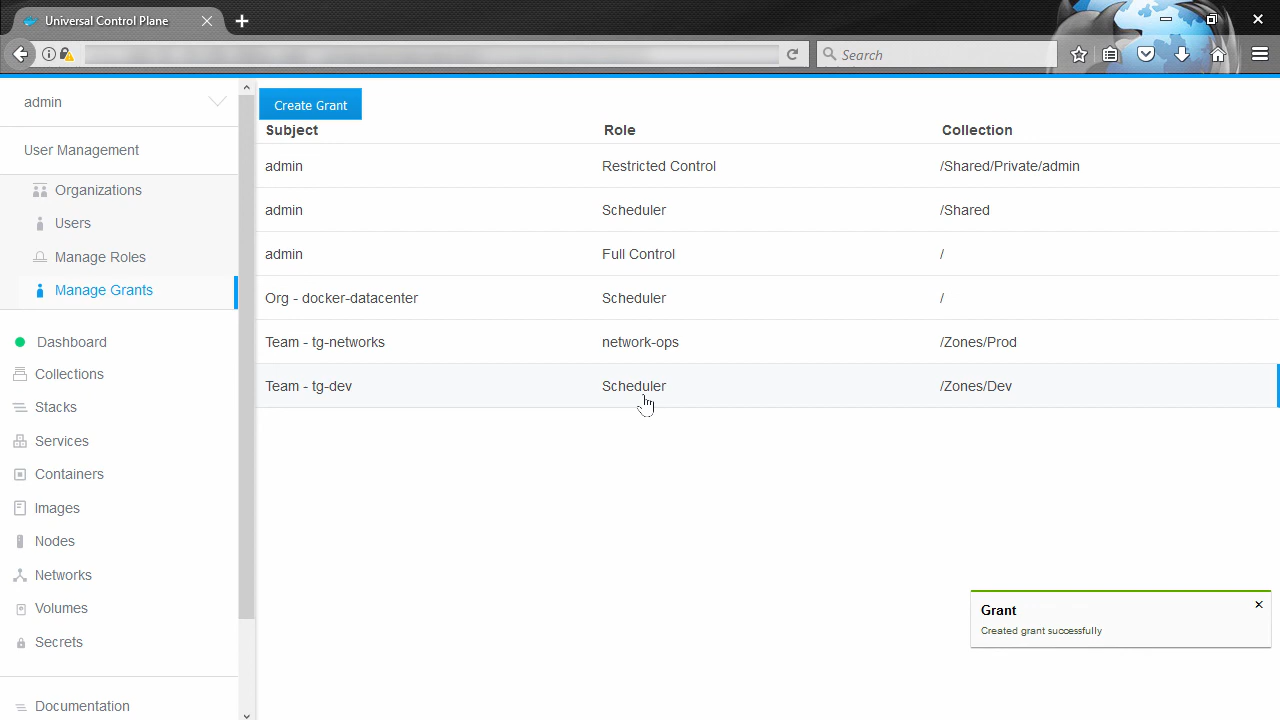 Universal Control Plane
Search
admin
User Management
Organizations
Users
Manage Roles
Manage Grants
Dashboard
Collections
Stacks
Services
Containers
Images
Nodes
Networks
Volumes
Secrets
Documentation
Create Grant
Subject Role Collection
admin Restricted Control /Shared/Private/admin
admin Scheduler /Shared
admin Full Control /
Org - docker-datacenter Scheduler /
Team - tg-networks network-ops /Zones/Prod
Team - tg-dev Scheduler /Zones/Dev
Grant
Created grant successfully